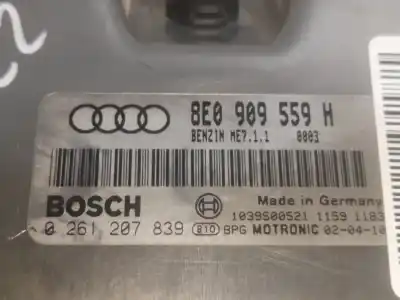 8E0 909 559 H
BENZIN ME7.1.1 0003
BOSCH
Made in Germany
1039S00521 1159 1183
0 261 207 839 810 BPG MOTRONIC 02-04-10